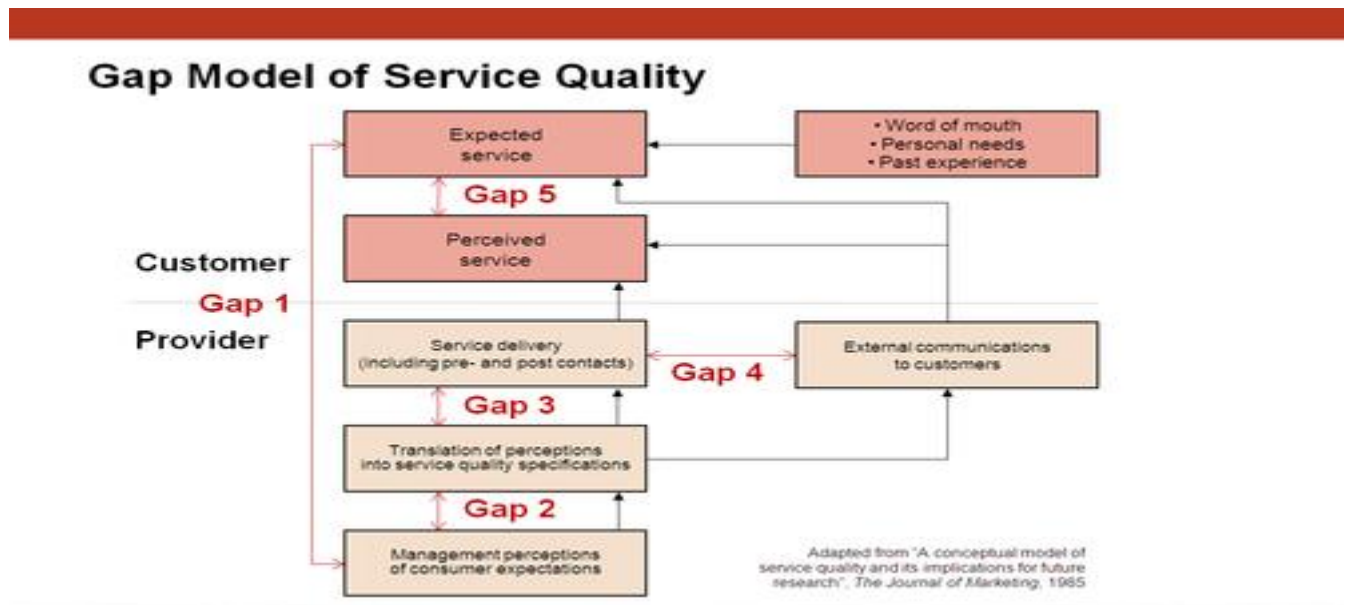 Gap Model of Service Quality
Expected
service
• Word of mouth
• Personal needs
• Past experience
Gap 5
Perceived
service
Customer
Gap 1
Provider
Service delivery
(including pre- and post contacts)
Gap 4
External communications
to customers
Gap 3
Translation of perceptions
into service quality specifications
Gap 2
Management perceptions
of consumer expectations
Adapted from "A conceptual model of
service quality and its implications for future
research", The Journal of Marketing, 1985